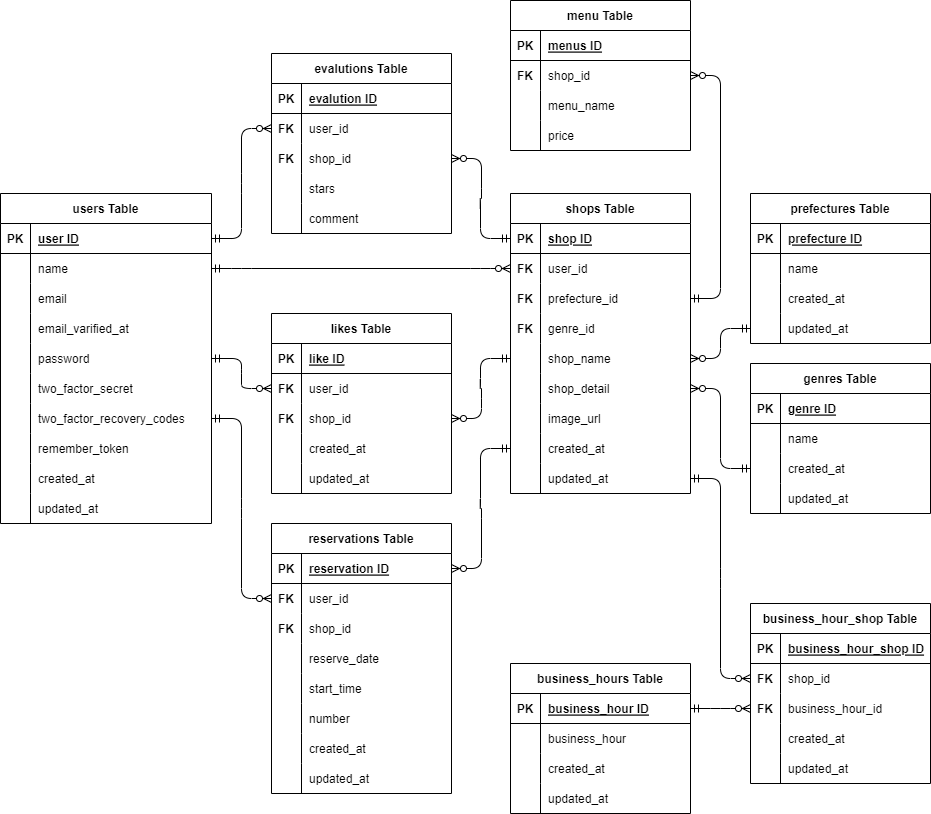 menu Table
PK menus ID
FK shop_id
menu_name
price
evalutions Table
PK evalution ID
FK user_id
FK shop_id
stars
comment
users Table
PK user ID
name
email
email_varified_at
password
two_factor_secret
two_factor_recovery_codes
remember_token
created_at
updated_at
shops Table
PK shop ID
FK user_id
FK prefecture_id
FK genre_id
shop_name
shop_detail
image_url
created_at
updated_at
prefectures Table
PK prefecture ID
name
created_at
updated_at
likes Table
PK like ID
FK user_id
FK shop_id
created_at
updated_at
genres Table
PK genre ID
name
created_at
updated_at
reservations Table
PK reservation ID
FK user_id
FK shop_id
reserve_date
start_time
number
created_at
updated_at
business_hours Table
PK business_hour ID
business_hour
created_at
updated_at
business_hour_shop Table
PK business_hour_shop ID
FK shop_id
FK business_hour_id
created_at
updated_at